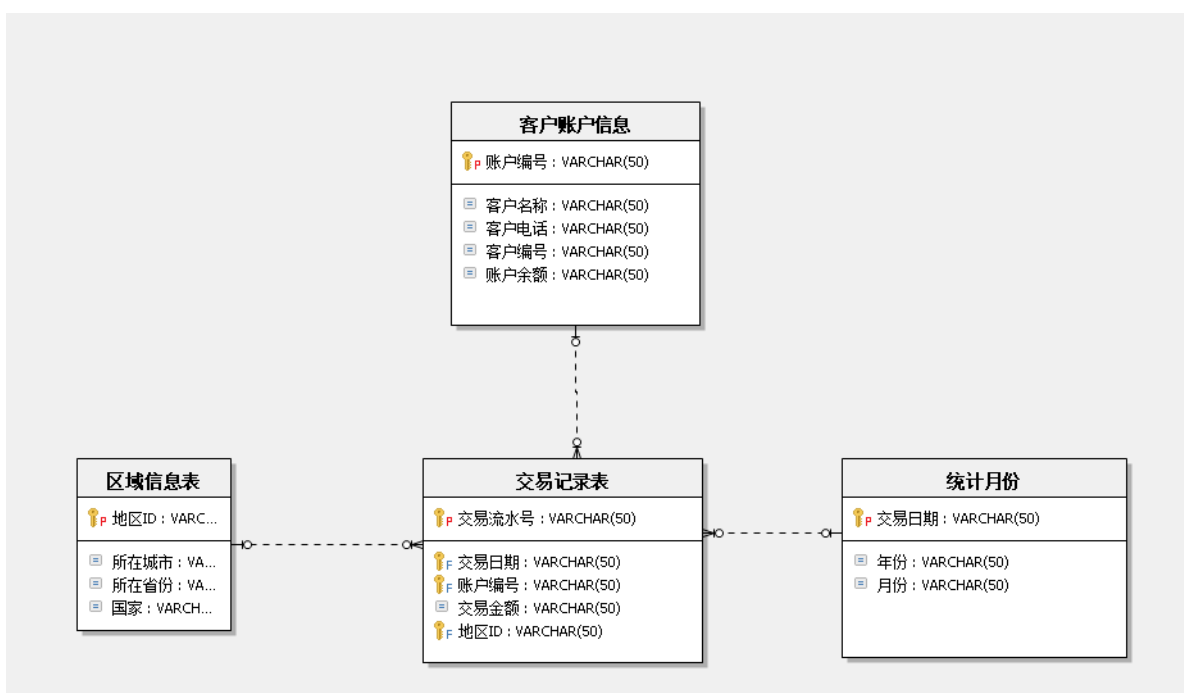 客户账户信息
P 账户编号 : VARCHAR(50)
客户名称 : VARCHAR(50)
客户电话 : VARCHAR(50)
客户编号 : VARCHAR(50)
账户余额 : VARCHAR(50)
区域信息表
P 地区ID : VARC...
所在城市 : VA...
所在省份 : VA...
国家 : VARCH...
交易记录表
P 交易流水号 : VARCHAR(50)
F 交易日期 : VARCHAR(50)
F 账户编号 : VARCHAR(50)
交易金额 : VARCHAR(50)
F 地区ID : VARCHAR(50)
统计月份
P 交易日期 : VARCHAR(50)
年份 : VARCHAR(50)
月份 : VARCHAR(50)